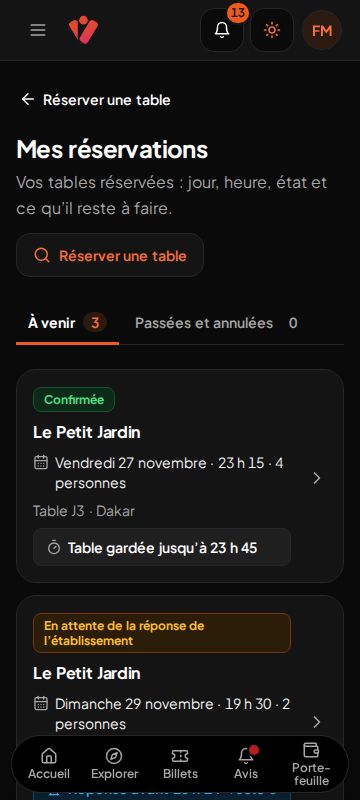 13
FM
Réserver une table
Mes réservations
Vos tables réservées : jour, heure, état et
ce qu’il reste à faire.
Réserver une table
À venir 3 Passées et annulées 0
Confirmée
Le Petit Jardin
Vendredi 27 novembre · 23 h 15 · 4
personnes
Table J3 · Dakar
Table gardée jusqu’à 23 h 45
En attente de la réponse de
l’établissement
Le Petit Jardin
Dimanche 29 novembre · 19 h 30 · 2
personnes
Accueil Explorer Billets Avis Porte-
feuille